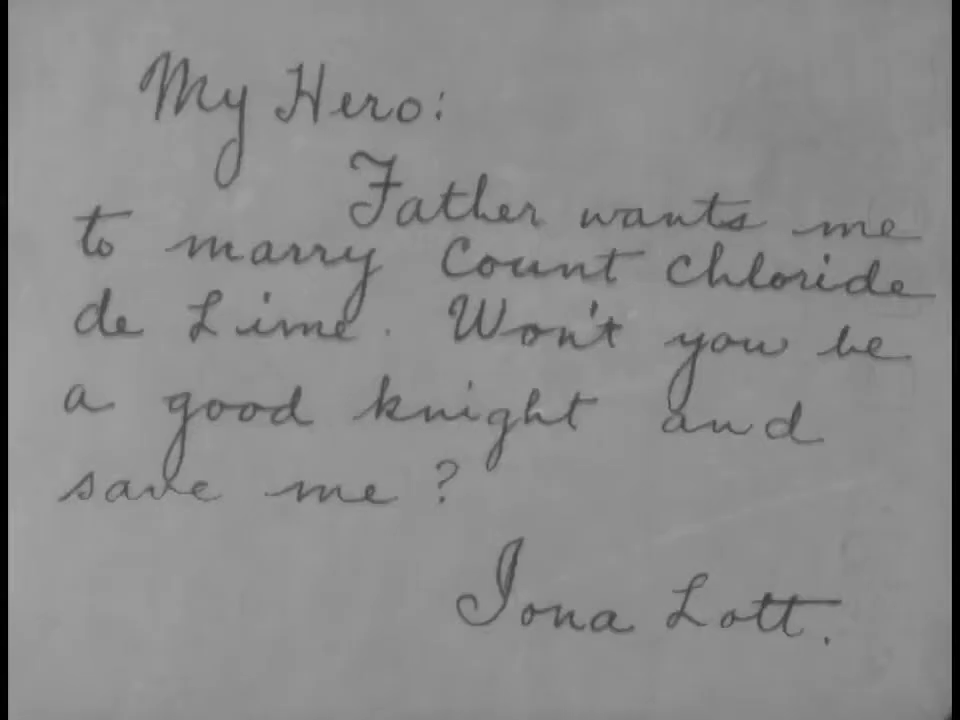 My Hero:
Father wants me
to marry Count Chloride
de Lime. Won't you be
a good knight and
save me?
Iona Lott.